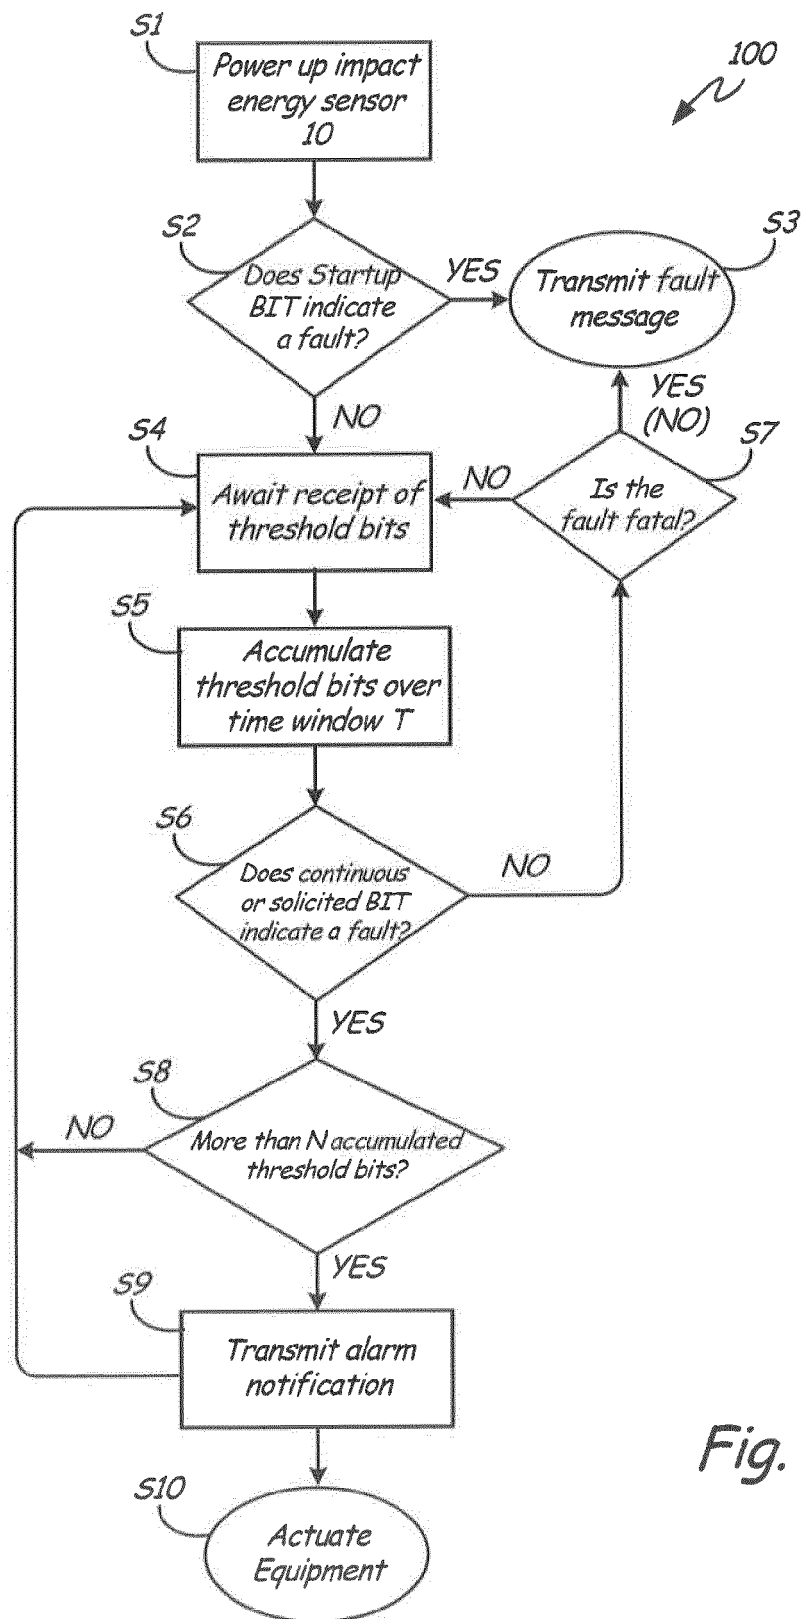 S1
Power up impact
energy sensor
10
100
S2
Does Startup
BIT indicate
a fault?
YES
S3
Transmit fault
message
NO
YES
(NO)
S4
Await receipt of
threshold bits
NO
S7
Is the
fault fatal?
S5
Accumulate
threshold bits over
time window T
S6
Does continuous
or solicited BIT
indicate a fault?
NO
YES
S8
More than N accumulated
threshold bits?
NO
YES
S9
Transmit alarm
notification
Fig.
S10
Actuate
Equipment